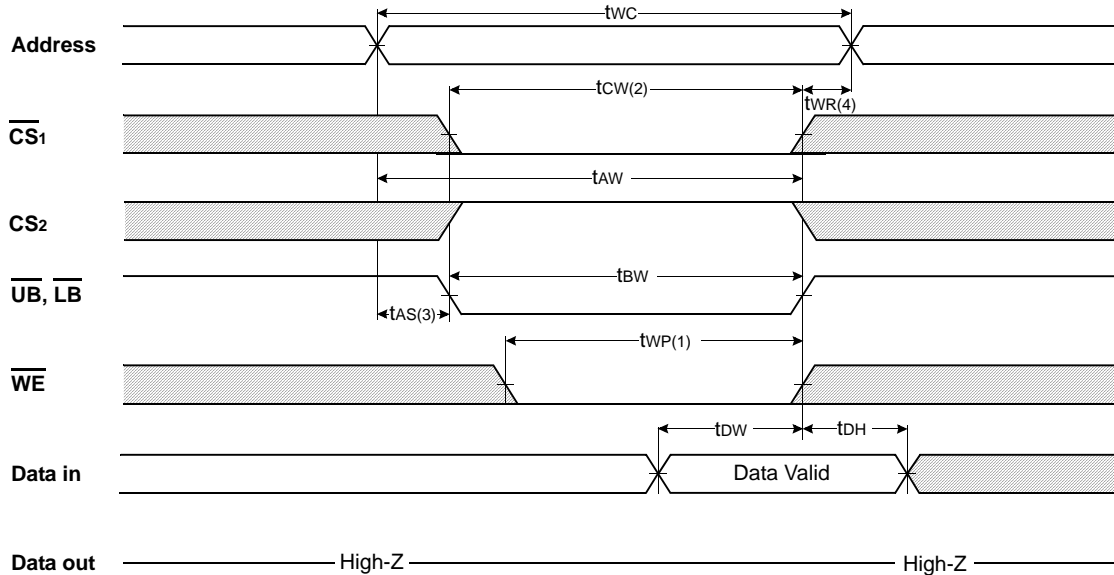 tWC
Address
tCW(2)
tWR(4)
CS1
tAW
CS2
tBW
UB, LB
tAS(3)
tWP(1)
WE
tDW
tDH
Data in
Data Valid
Data out
High-Z
High-Z